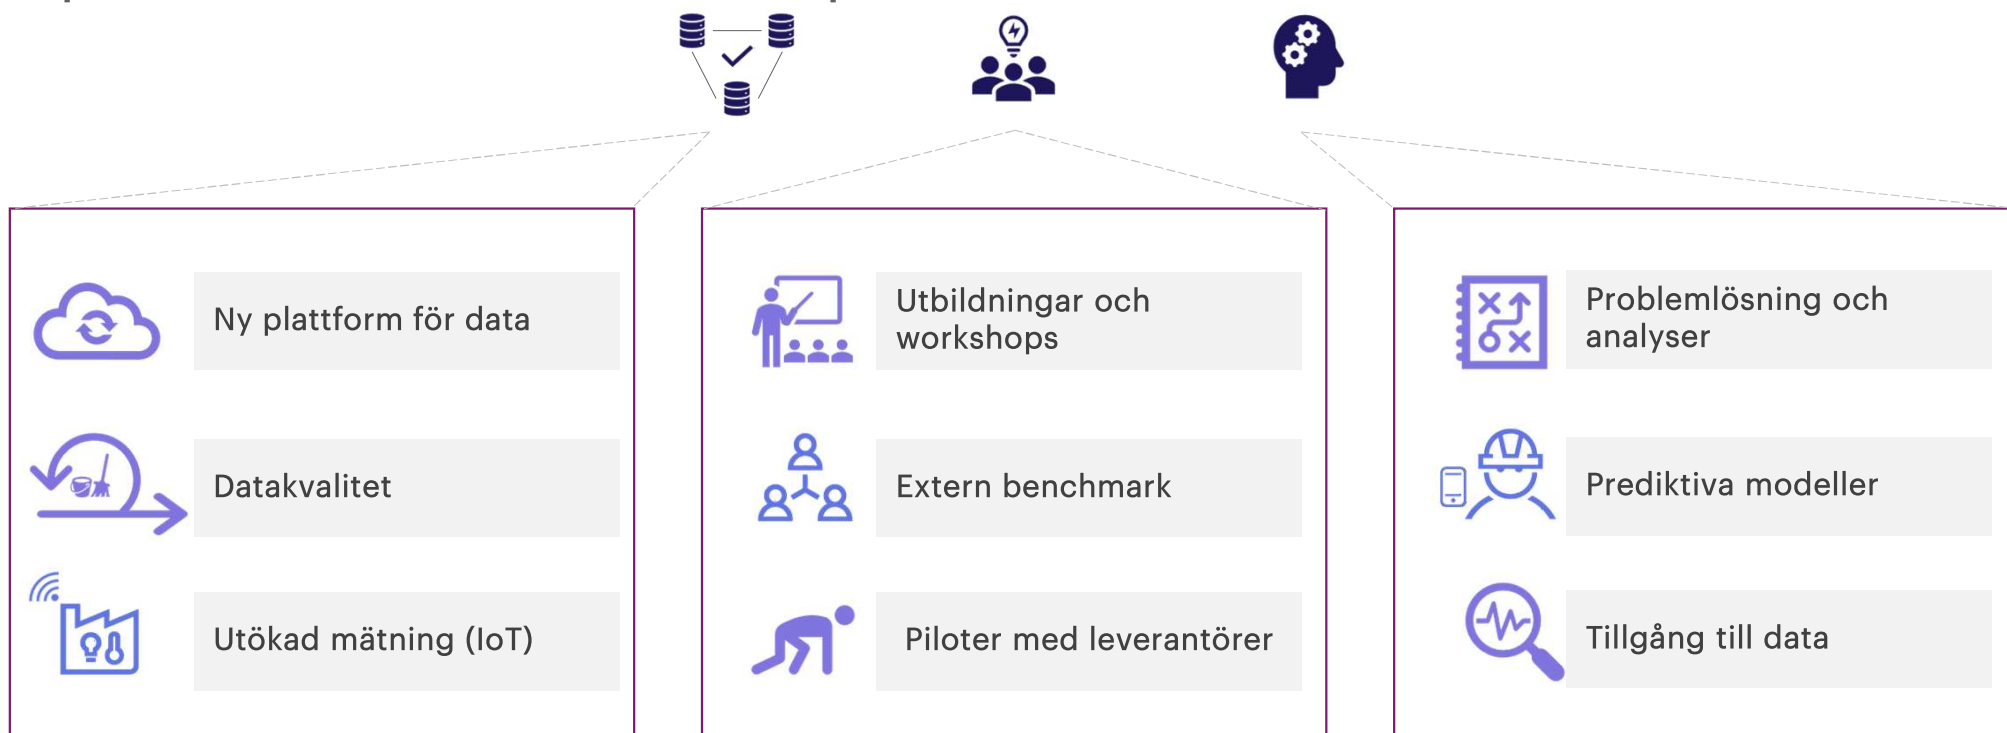 Ny plattform för data
Datakvalitet
Utökad mätning (IoT)
Utbildningar och
workshops
Extern benchmark
Piloter med leverantörer
Problemlösning och
analyser
Prediktiva modeller
Tillgång till data